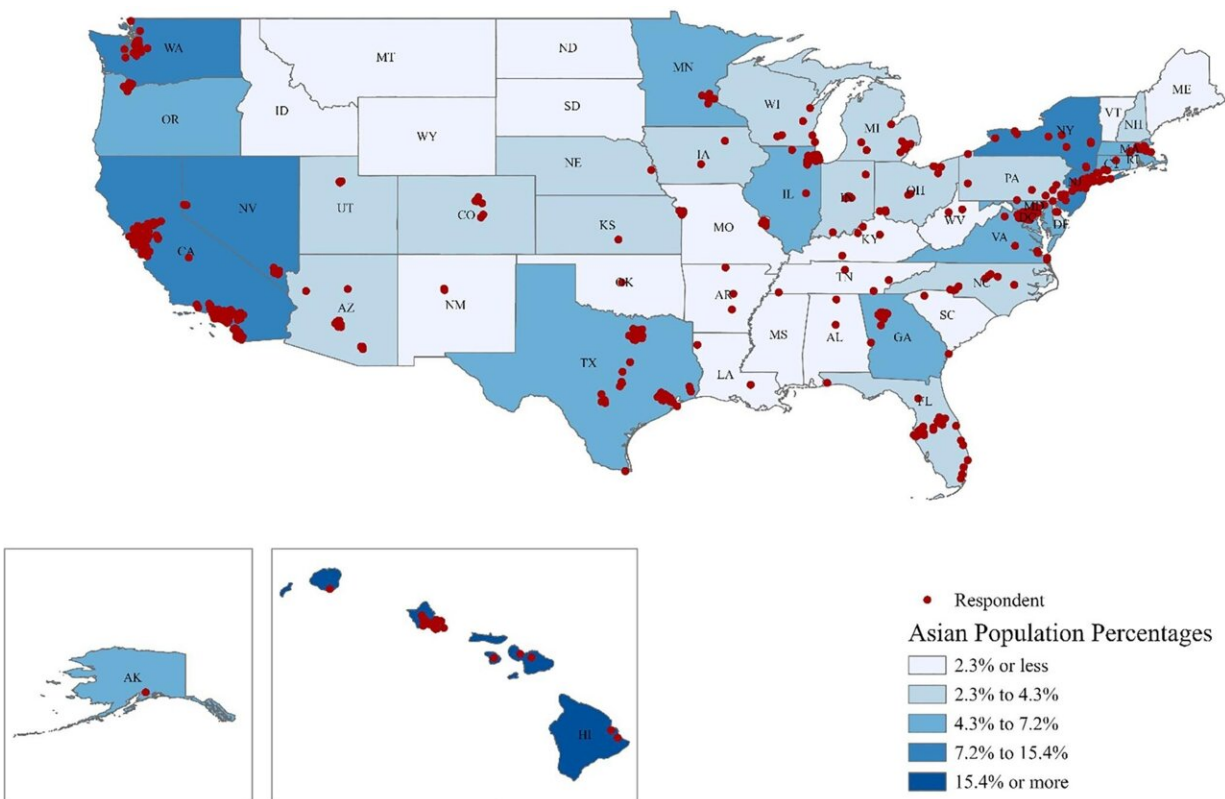 WA
MT
ND
MN
ME
OR
ID
SD
WI
MI
VT
NH
NY
MA
WY
IA
CT
RI
NE
PA
NJ
NV
UT
CO
IL
IN
OH
MD
DC
DE
WV
VA
CA
KS
MO
KY
AZ
NM
OK
AR
TN
NC
SC
TX
LA
MS
AL
GA
FL
AK
HI
Respondent
Asian Population Percentages
2.3% or less
2.3% to 4.3%
4.3% to 7.2%
7.2% to 15.4%
15.4% or more